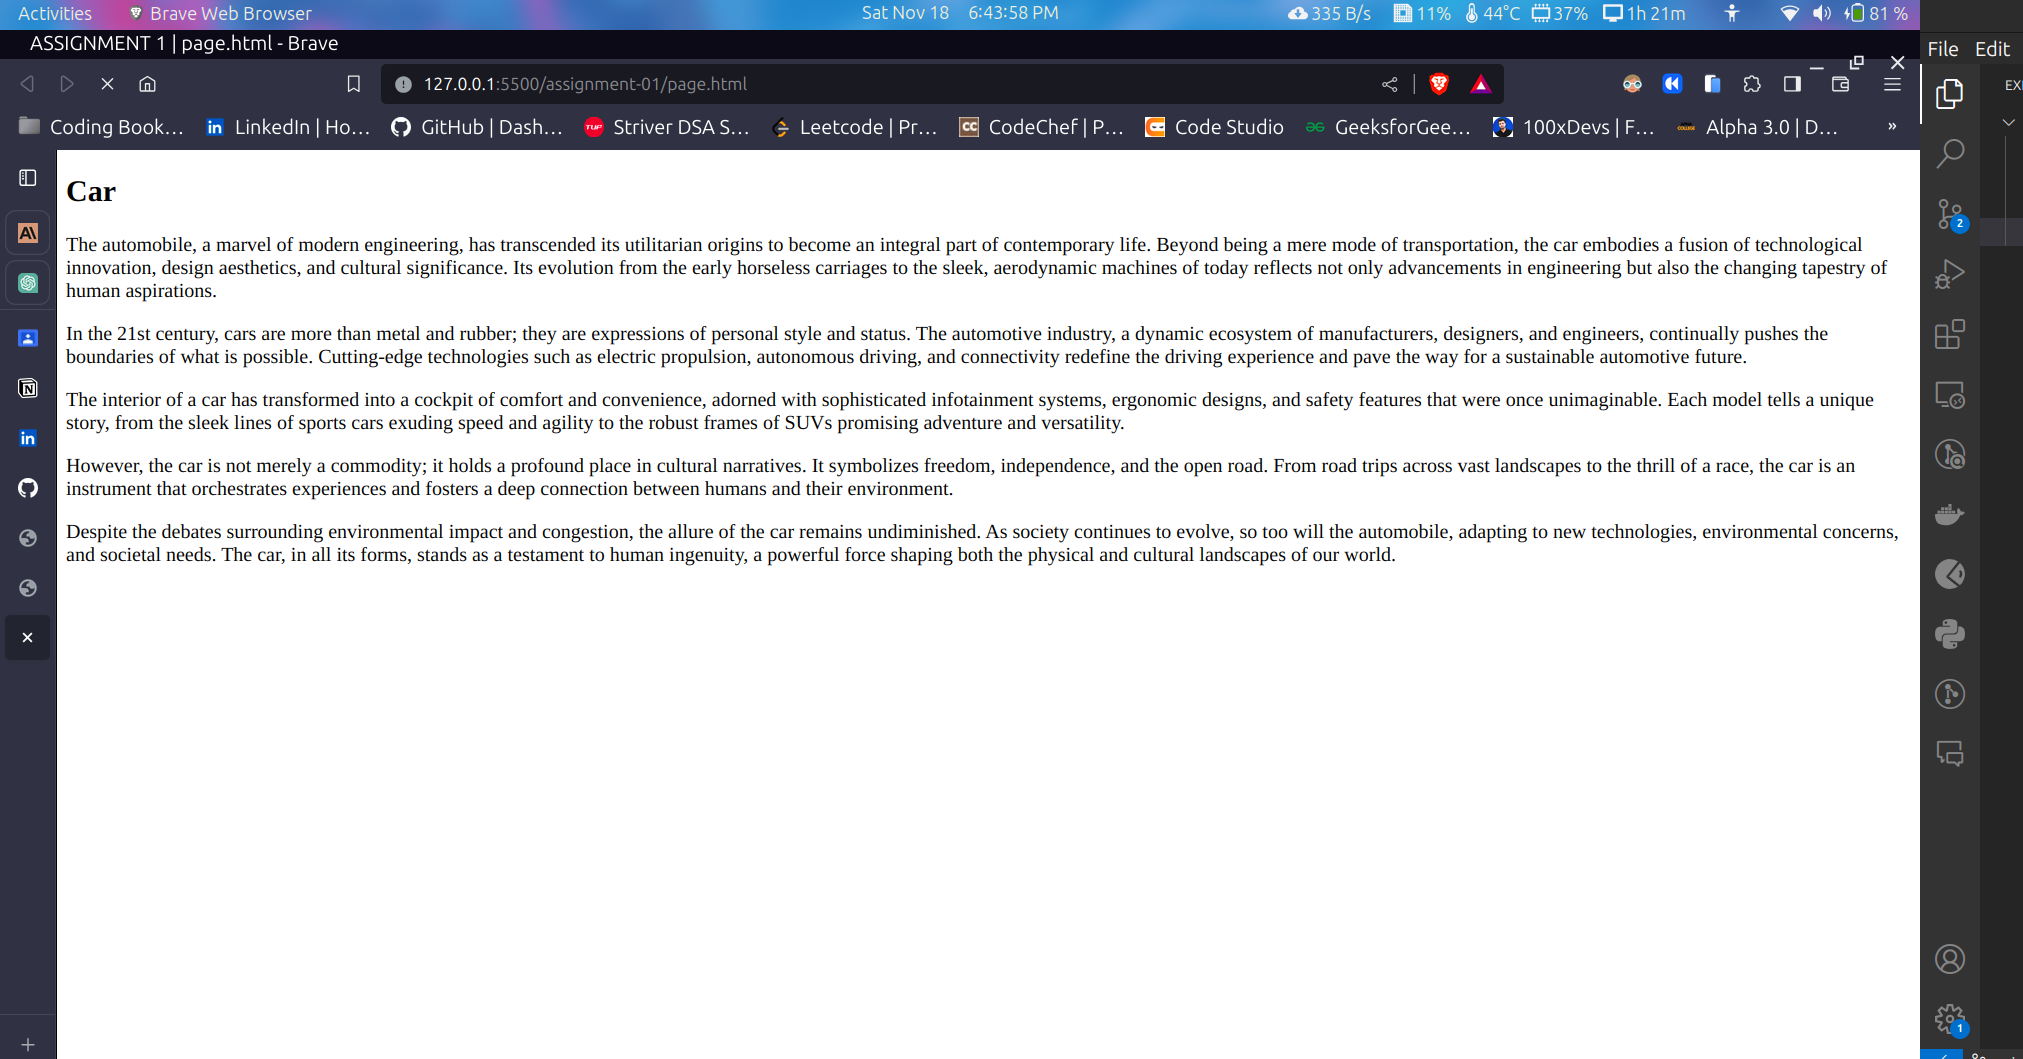 Activities Brave Web Browser Sat Nov 18 6:43:58 PM 335 B/s 11% 44°C 37% 1h 21m 81 %
ASSIGNMENT 1 | page.html - Brave
File Edit
127.0.0.1:5500/assignment-01/page.html
EX
Coding Book... LinkedIn | Ho... GitHub | Dash... Striver DSA S... Leetcode | Pr... CodeChef | P... Code Studio GeeksforGee... 100xDevs | F... Alpha 3.0 | D... »
Car
The automobile, a marvel of modern engineering, has transcended its utilitarian origins to become an integral part of contemporary life. Beyond being a mere mode of transportation, the car embodies a fusion of technological
innovation, design aesthetics, and cultural significance. Its evolution from the early horseless carriages to the sleek, aerodynamic machines of today reflects not only advancements in engineering but also the changing tapestry of
human aspirations.
In the 21st century, cars are more than metal and rubber; they are expressions of personal style and status. The automotive industry, a dynamic ecosystem of manufacturers, designers, and engineers, continually pushes the
boundaries of what is possible. Cutting-edge technologies such as electric propulsion, autonomous driving, and connectivity redefine the driving experience and pave the way for a sustainable automotive future.
The interior of a car has transformed into a cockpit of comfort and convenience, adorned with sophisticated infotainment systems, ergonomic designs, and safety features that were once unimaginable. Each model tells a unique
story, from the sleek lines of sports cars exuding speed and agility to the robust frames of SUVs promising adventure and versatility.
However, the car is not merely a commodity; it holds a profound place in cultural narratives. It symbolizes freedom, independence, and the open road. From road trips across vast landscapes to the thrill of a race, the car is an
instrument that orchestrates experiences and fosters a deep connection between humans and their environment.
Despite the debates surrounding environmental impact and congestion, the allure of the car remains undiminished. As society continues to evolve, so too will the automobile, adapting to new technologies, environmental concerns,
and societal needs. The car, in all its forms, stands as a testament to human ingenuity, a powerful force shaping both the physical and cultural landscapes of our world.
2
1